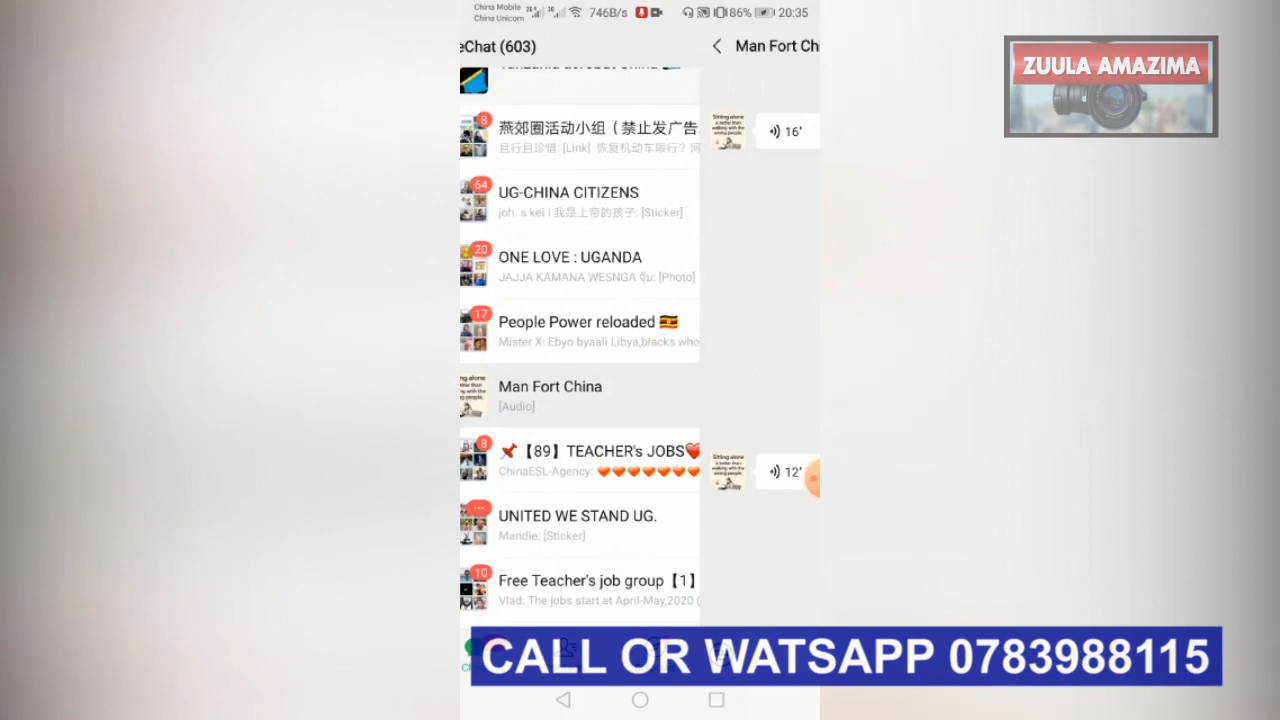 China Mobile
China Unicom
746B/s
86%
20:35
eChat (603)
Man Fort Chi
8
燕郊圈活动小组（禁止发广告
且行且珍惜: [Link] 恢复机动车限行? 河
16'
64
UG-CHINA CITIZENS
joh. s kei l 我是上帝的孩子: [Sticker]
20
ONE LOVE : UGANDA
JAJJA KAMANA WESNGA [Photo]
17
People Power reloaded 🇺🇬
Mister X: Ebyo byaali Libya,blacks who
Man Fort China
[Audio]
8
📌【89】TEACHER's JOBS❤
ChinaESL-Agency: ❤❤❤❤❤❤❤
12'
...
UNITED WE STAND UG.
Mandie: [Sticker]
10
Free Teacher's job group【1】
Vlad: The jobs start at April-May,2020 (
ZUULA AMAZIMA
CALL OR WATSAPP 0783988115